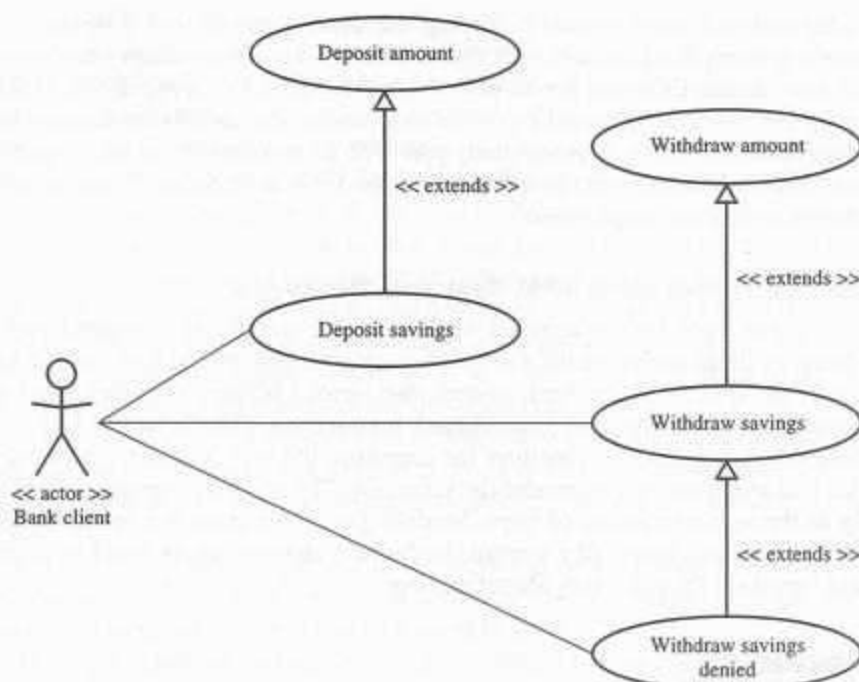 Deposit amount
Withdraw amount
<< extends >>
<< extends >>
Deposit savings
Withdraw savings
<< actor >>
Bank client
<< extends >>
Withdraw savings
denied